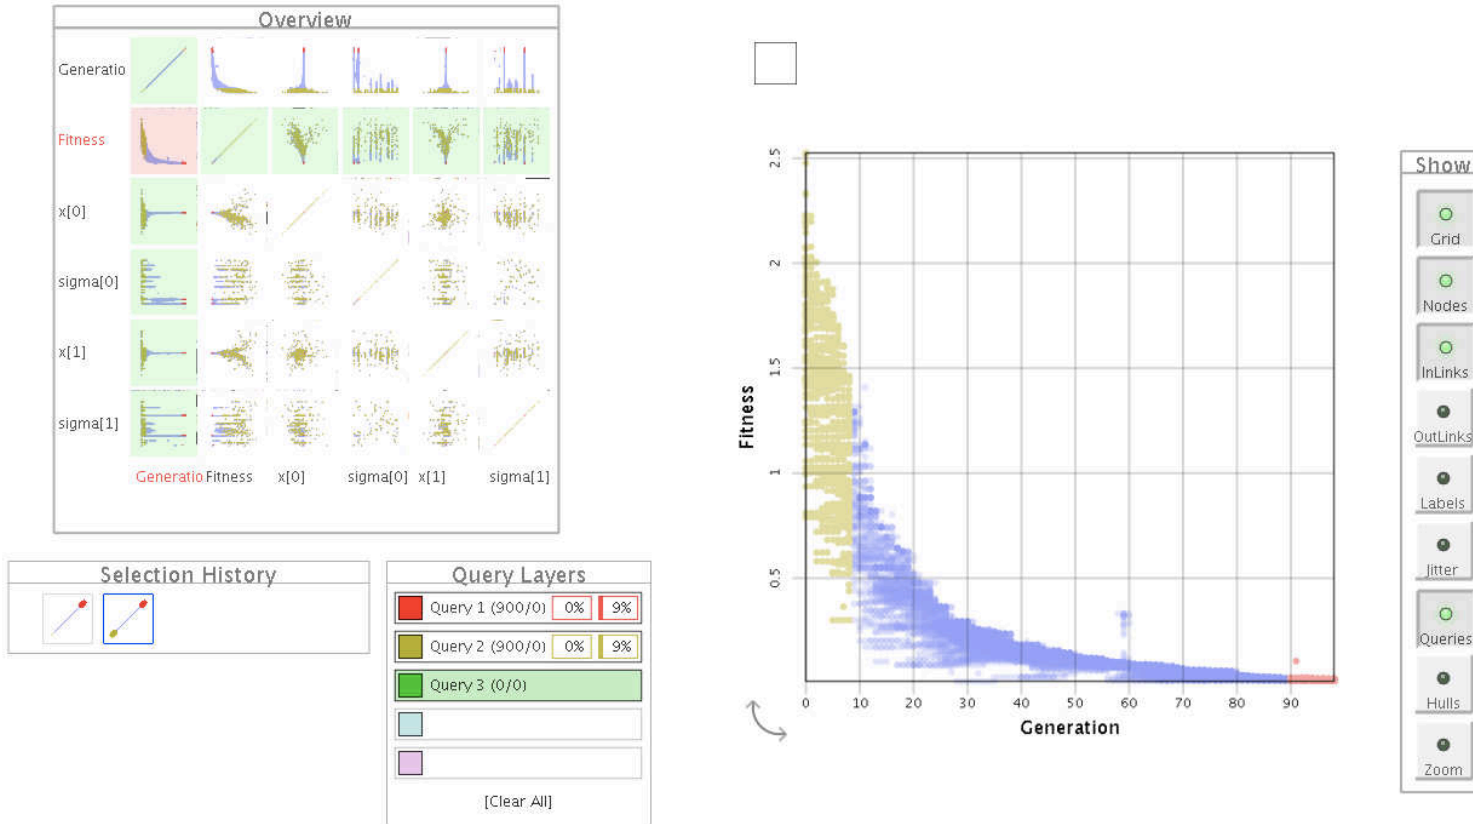 Overview
Generatio
Fitness
x[0]
sigma[0]
x[1]
sigma[1]
Generatio Fitness x[0] sigma[0] x[1] sigma[1]
Selection History
Query Layers
Query 1 (900/0) 0% 9%
Query 2 (900/0) 0% 9%
Query 3 (0/0)
[Clear All]
2.5
2
1.5
1
0.5
Fitness
0 10 20 30 40 50 60 70 80 90
Generation
Show
Grid
Nodes
InLinks
OutLinks
Labels
Jitter
Queries
Hulls
Zoom